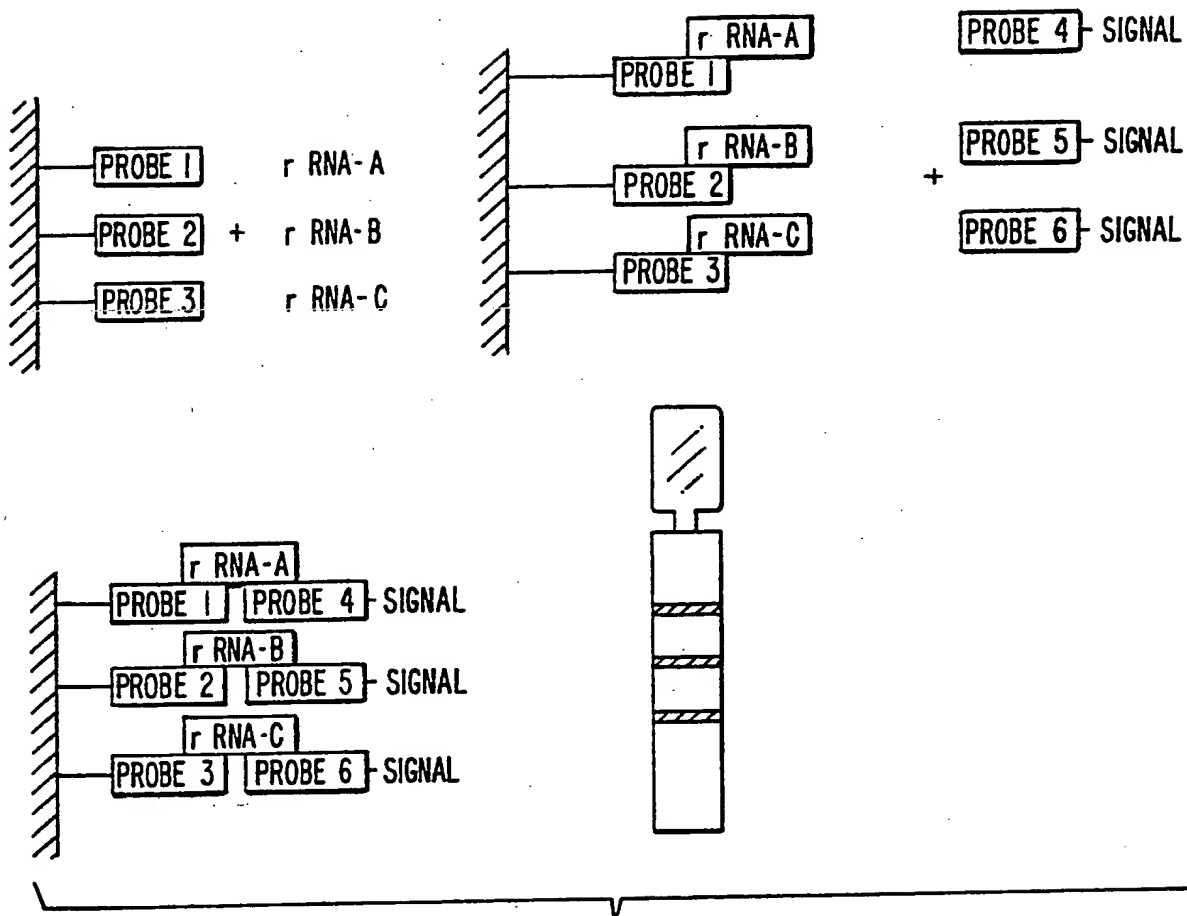 PROBE 1   r RNA-A
PROBE 2 + r RNA-B
PROBE 3   r RNA-C
r RNA-A
PROBE 1
r RNA-B
PROBE 2
r RNA-C
PROBE 3
+
PROBE 4 - SIGNAL
PROBE 5 - SIGNAL
PROBE 6 - SIGNAL
r RNA-A
PROBE 1 PROBE 4 - SIGNAL
r RNA-B
PROBE 2 PROBE 5 - SIGNAL
r RNA-C
PROBE 3 PROBE 6 - SIGNAL